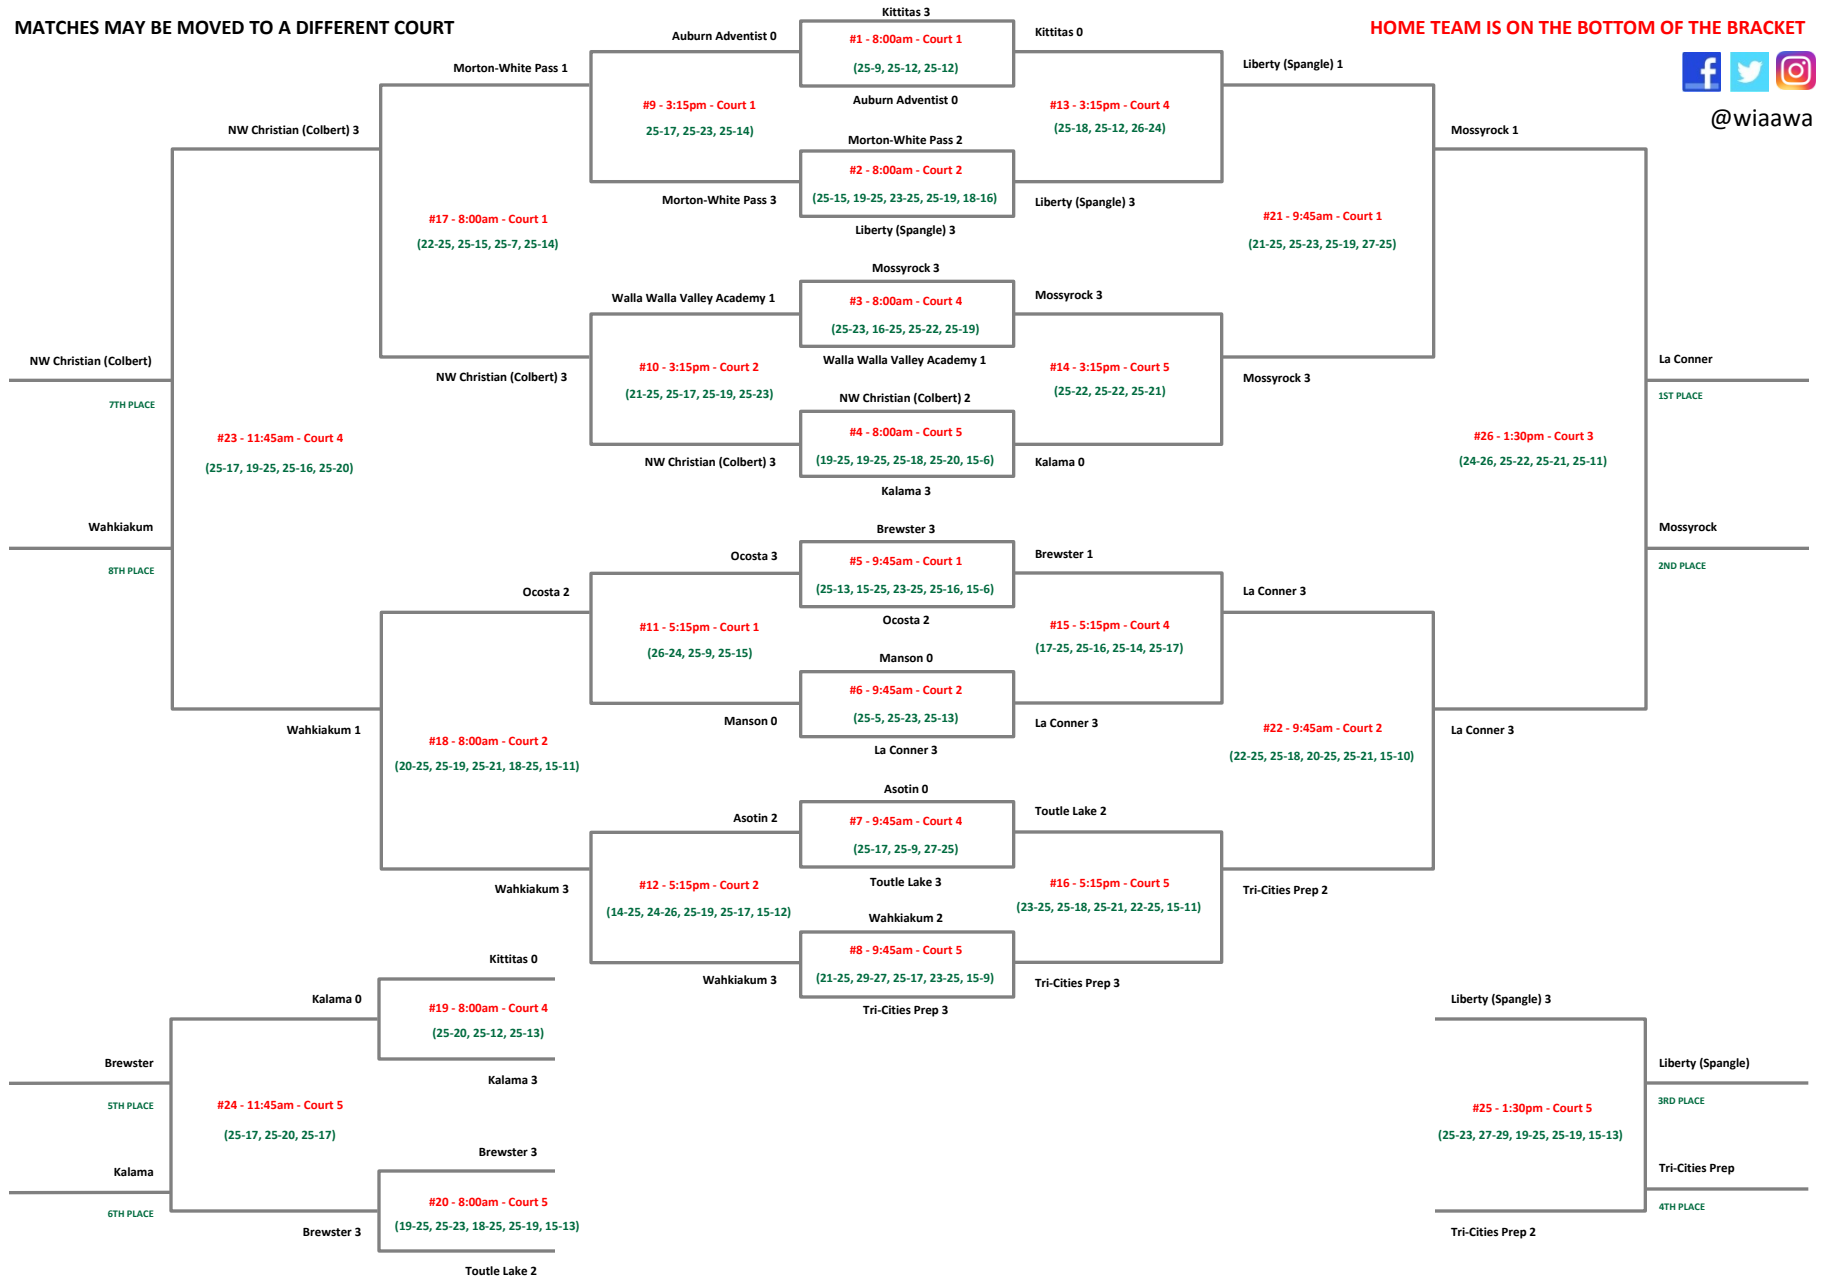 MATCHES MAY BE MOVED TO A DIFFERENT COURT
HOME TEAM IS ON THE BOTTOM OF THE BRACKET
@wiaawa
Kittitas 3
#1 - 8:00am - Court 1
(25-9, 25-12, 25-12)
Auburn Adventist 0
Morton-White Pass 2
#2 - 8:00am - Court 2
(25-15, 19-25, 23-25, 25-19, 18-16)
Liberty (Spangle) 3
Mossyrock 3
#3 - 8:00am - Court 4
(25-23, 16-25, 25-22, 25-19)
Walla Walla Valley Academy 1
NW Christian (Colbert) 2
#4 - 8:00am - Court 5
(19-25, 19-25, 25-18, 25-20, 15-6)
Kalama 3
Brewster 3
#5 - 9:45am - Court 1
(25-13, 15-25, 23-25, 25-16, 15-6)
Ocosta 2
Manson 0
#6 - 9:45am - Court 2
(25-5, 25-23, 25-13)
La Conner 3
Asotin 0
#7 - 9:45am - Court 4
(25-17, 25-9, 27-25)
Toutle Lake 3
Wahkiakum 2
#8 - 9:45am - Court 5
(21-25, 29-27, 25-17, 23-25, 15-9)
Tri-Cities Prep 3
Auburn Adventist 0
#9 - 3:15pm - Court 1
25-17, 25-23, 25-14)
Morton-White Pass 3
Walla Walla Valley Academy 1
#10 - 3:15pm - Court 2
(21-25, 25-17, 25-19, 25-23)
NW Christian (Colbert) 3
Ocosta 3
#11 - 5:15pm - Court 1
(26-24, 25-9, 25-15)
Manson 0
Asotin 2
#12 - 5:15pm - Court 2
(14-25, 24-26, 25-19, 25-17, 15-12)
Wahkiakum 3
Kittitas 0
#13 - 3:15pm - Court 4
(25-18, 25-12, 26-24)
Liberty (Spangle) 3
Mossyrock 3
#14 - 3:15pm - Court 5
(25-22, 25-22, 25-21)
Kalama 0
Brewster 1
#15 - 5:15pm - Court 4
(17-25, 25-16, 25-14, 25-17)
La Conner 3
Toutle Lake 2
#16 - 5:15pm - Court 5
(23-25, 25-18, 25-21, 22-25, 15-11)
Tri-Cities Prep 3
Morton-White Pass 1
#17 - 8:00am - Court 1
(22-25, 25-15, 25-7, 25-14)
NW Christian (Colbert) 3
Ocosta 2
#18 - 8:00am - Court 2
(20-25, 25-19, 25-21, 18-25, 15-11)
Wahkiakum 3
Kittitas 0
#19 - 8:00am - Court 4
(25-20, 25-12, 25-13)
Kalama 3
Brewster 3
#20 - 8:00am - Court 5
(19-25, 25-23, 18-25, 25-19, 15-13)
Toutle Lake 2
Liberty (Spangle) 1
#21 - 9:45am - Court 1
(21-25, 25-23, 25-19, 27-25)
Mossyrock 3
La Conner 3
#22 - 9:45am - Court 2
(22-25, 25-18, 20-25, 25-21, 15-10)
Tri-Cities Prep 2
NW Christian (Colbert) 3
#23 - 11:45am - Court 4
(25-17, 19-25, 25-16, 25-20)
Wahkiakum 1
NW Christian (Colbert)
7TH PLACE
Wahkiakum
8TH PLACE
Kalama 0
#24 - 11:45am - Court 5
(25-17, 25-20, 25-17)
Brewster 3
Brewster
5TH PLACE
Kalama
6TH PLACE
Liberty (Spangle) 3
#25 - 1:30pm - Court 5
(25-23, 27-29, 19-25, 25-19, 15-13)
Tri-Cities Prep 2
Liberty (Spangle)
3RD PLACE
Tri-Cities Prep
4TH PLACE
Mossyrock 1
#26 - 1:30pm - Court 3
(24-26, 25-22, 25-21, 25-11)
La Conner 3
La Conner
1ST PLACE
Mossyrock
2ND PLACE